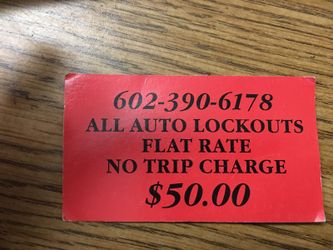 602-390-6178
ALL AUTO LOCKOUTS
FLAT RATE
NO TRIP CHARGE
$50.00